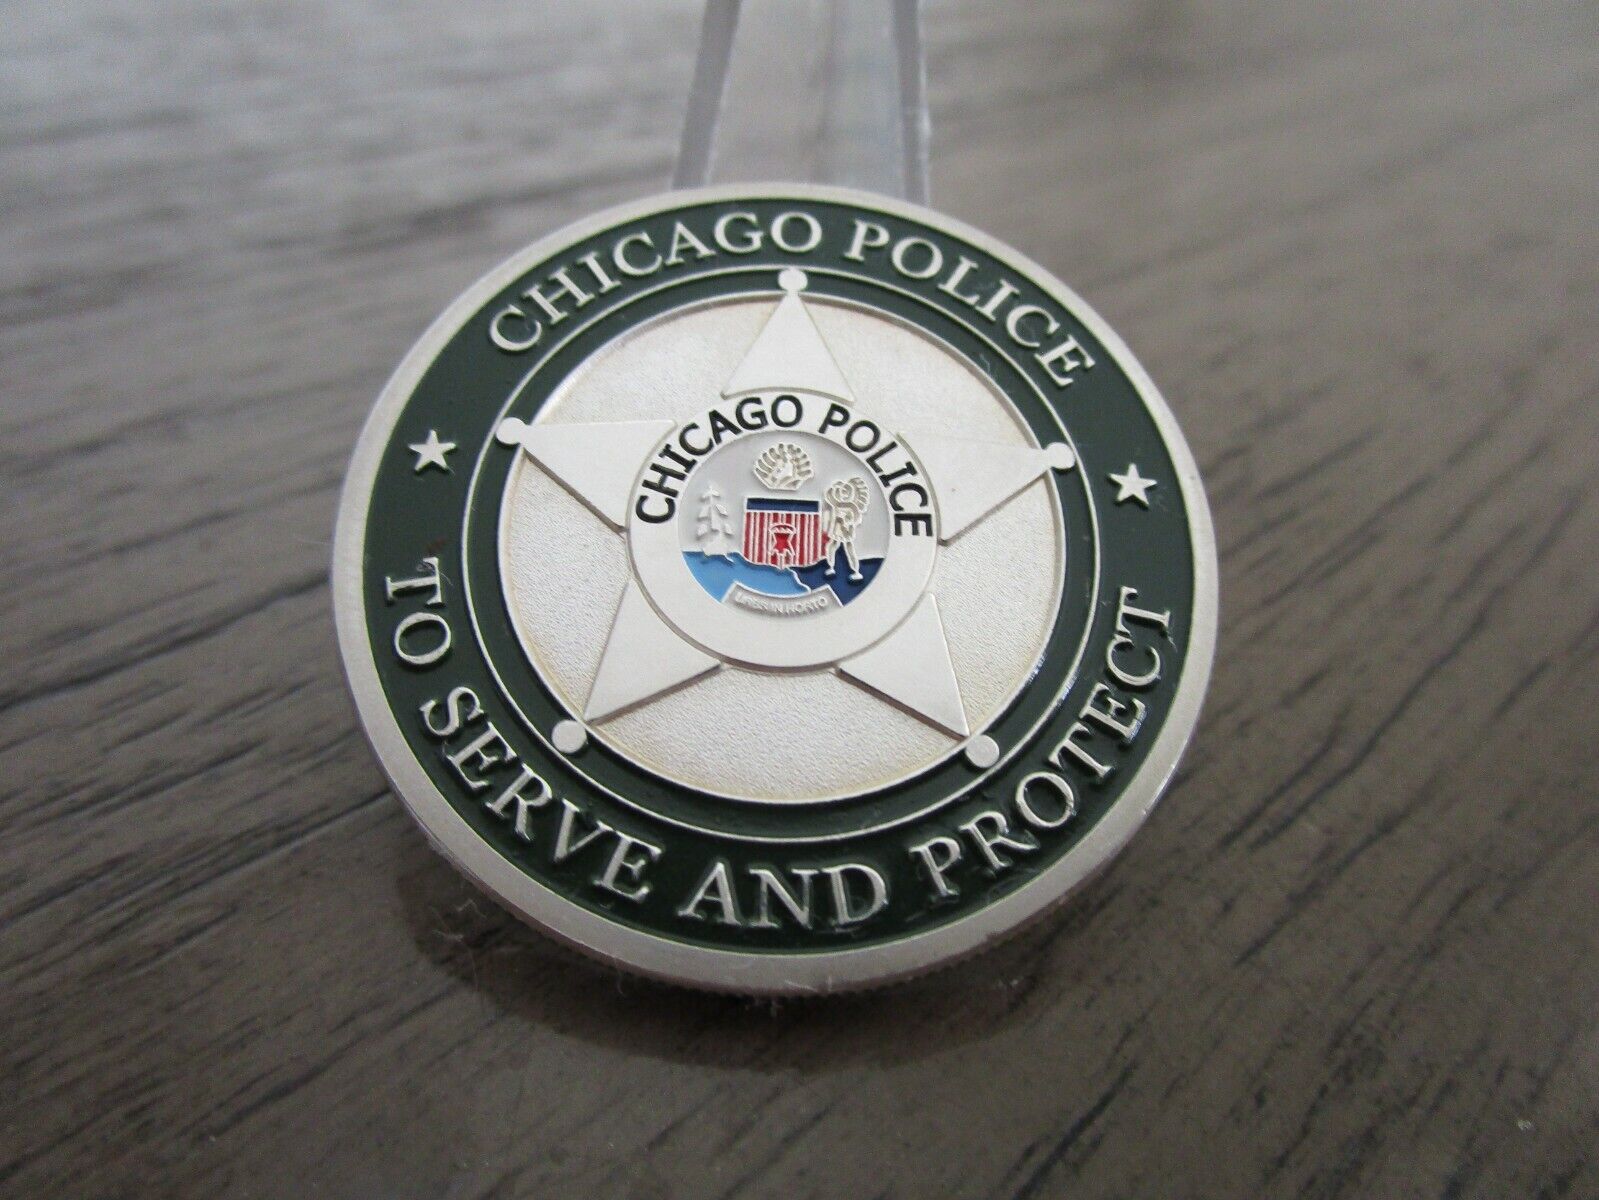 CHICAGO POLICE
CHICAGO POLICE
URBS IN HORTO
TO SERVE AND PROTECT